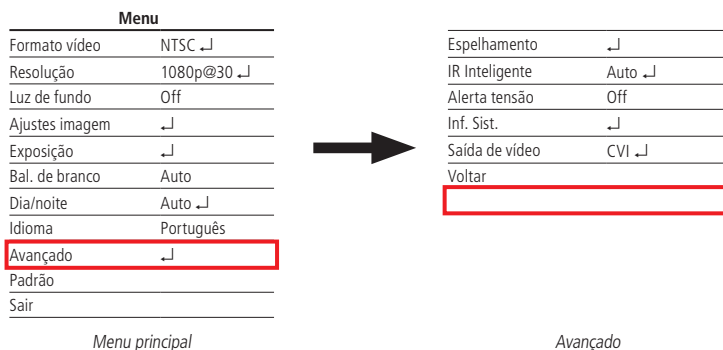 Menu
Formato vídeo NTSC ↲
Resolução 1080p@30 ↲
Luz de fundo Off
Ajustes imagem ↲
Exposição ↲
Bal. de branco Auto
Dia/noite Auto ↲
Idioma Português
Avançado ↲
Padrão
Sair
Menu principal
Espelhamento ↲
IR Inteligente Auto ↲
Alerta tensão Off
Inf. Sist. ↲
Saída de vídeo CVI ↲
Voltar
Avançado